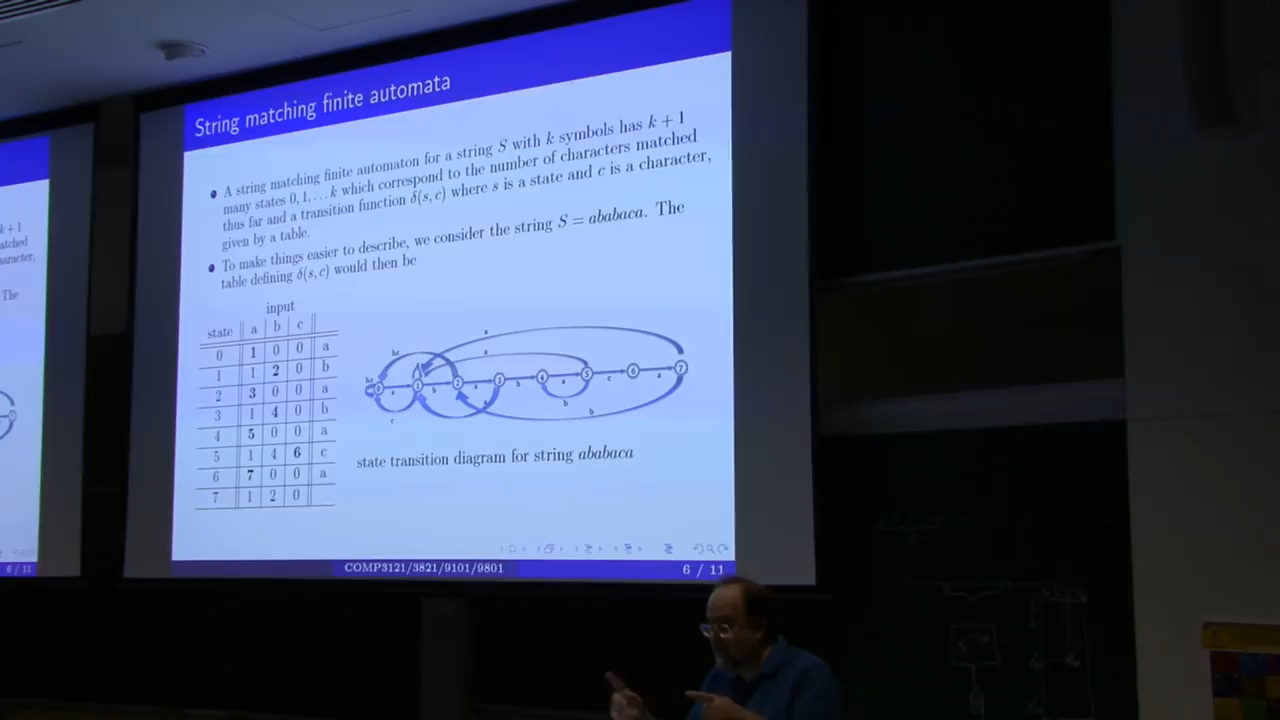 String matching finite automata
A string matching finite automaton for a string S with k symbols has k + 1
many states 0, 1, . . . k which correspond to the number of characters matched
thus far and a transition function δ(s, c) where s is a state and c is a character,
given by a table.
To make things easier to describe, we consider the string S = ababaca. The
table defining δ(s, c) would then be
input
state a b c
0 1 0 0 a
1 1 2 0 b
2 3 0 0 a
3 1 4 0 b
4 5 0 0 a
5 1 4 6 c
6 7 0 0 a
7 1 2 0
state transition diagram for string ababaca
COMP3121/3821/9101/9801
6 / 11
k + 1
The
6 / 11